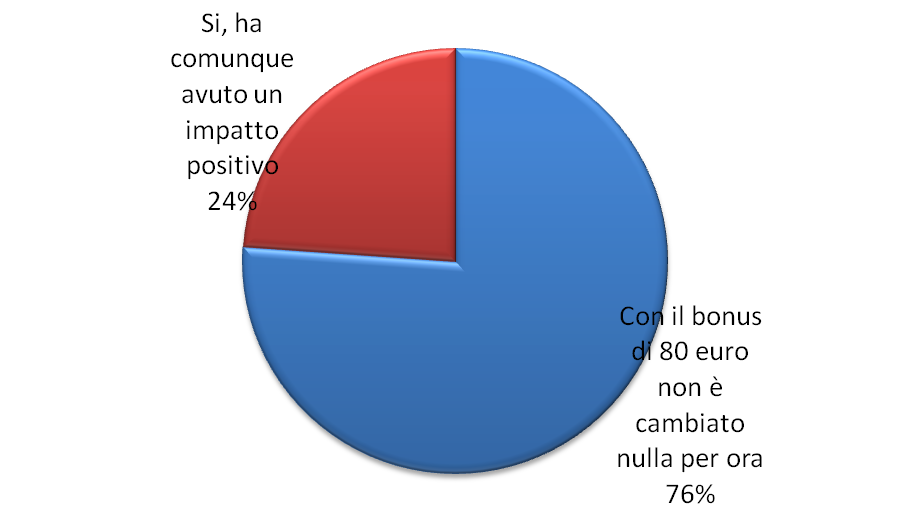 Si, ha
comunque
avuto un
impatto
positivo
24%
Con il bonus
di 80 euro
non è
cambiato
nulla per ora
76%